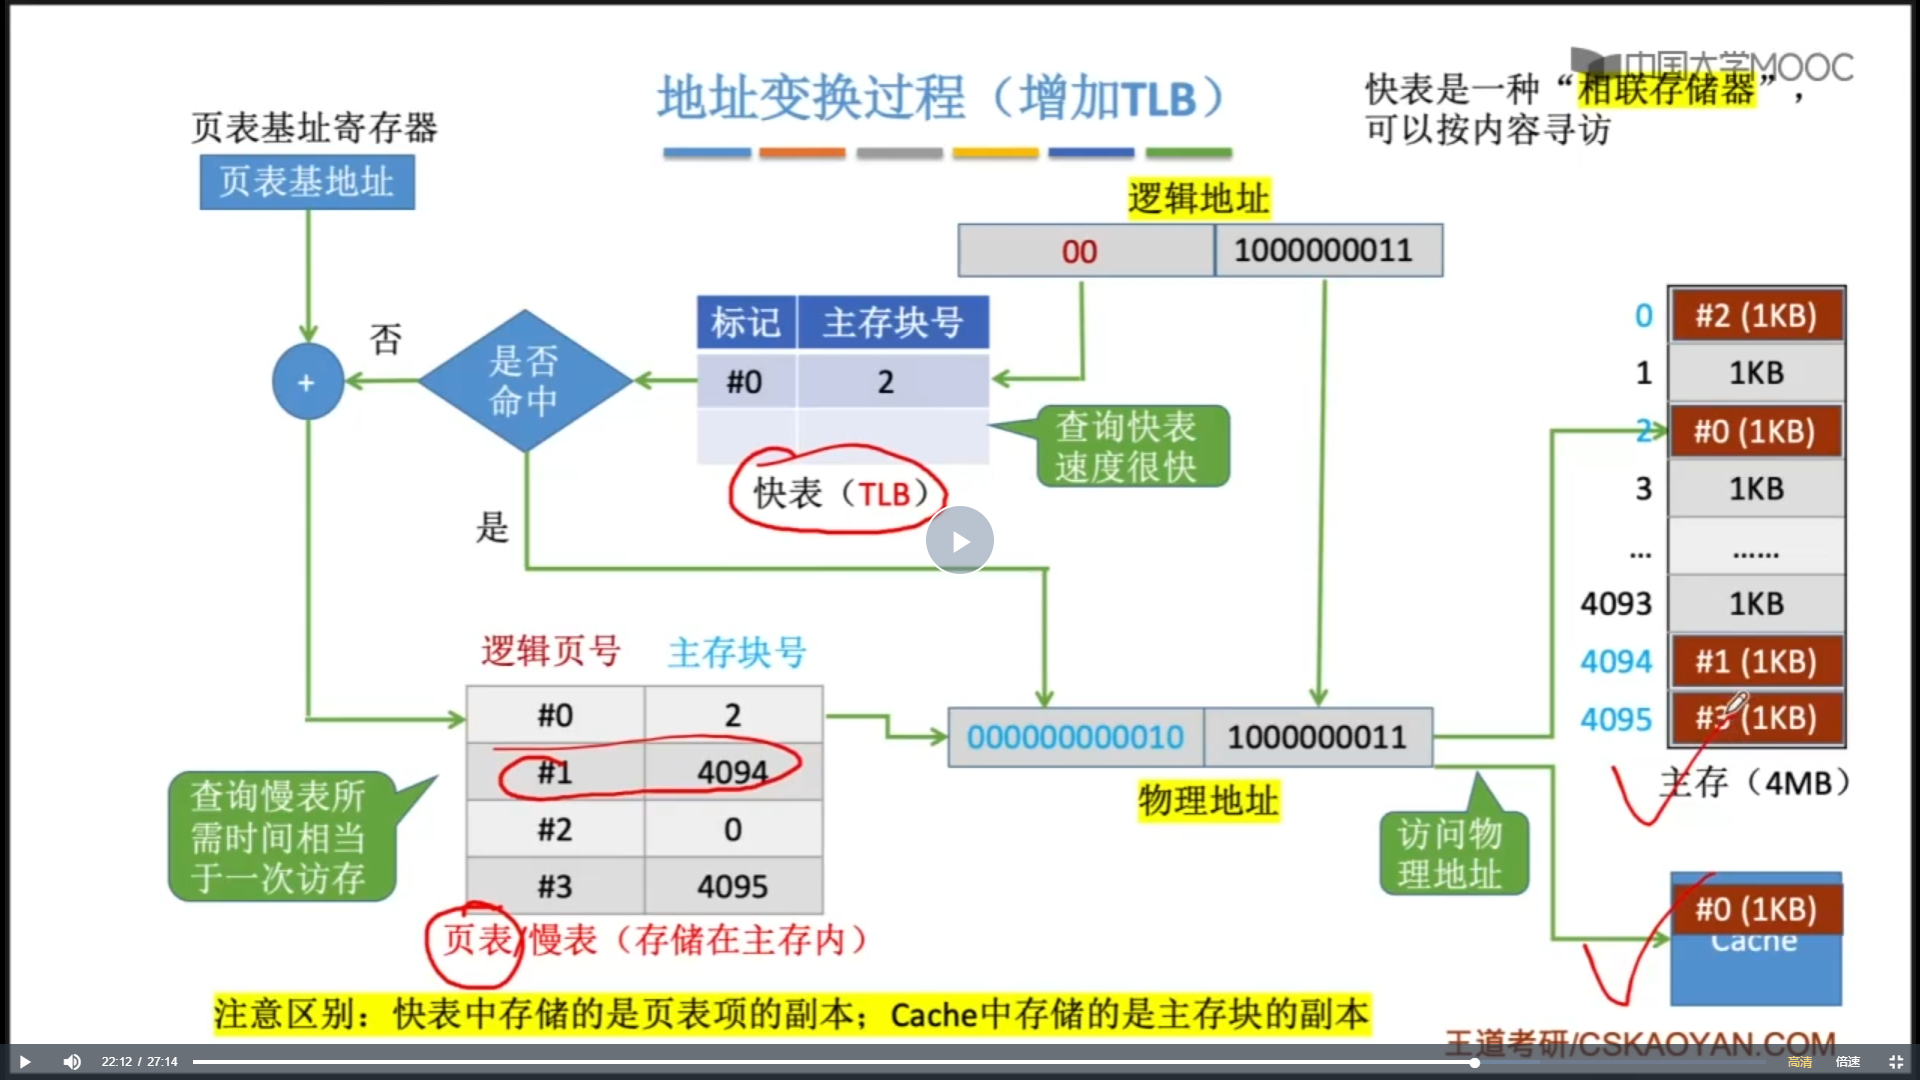 中国大学MOOC
地址变换过程（增加TLB）
快表是一种“相联存储器”，
可以按内容寻访
页表基址寄存器
页表基地址
逻辑地址
00 1000000011
标记 主存块号
#0 2
是否
命中
否
+
查询快表
速度很快
快表（TLB）
是
0 #2 (1KB)
1 1KB
2 #0 (1KB)
3 1KB
... ......
4093 1KB
4094 #1 (1KB)
4095 #3 (1KB)
主存（4MB）
逻辑页号 主存块号
#0 2
#1 4094
#2 0
#3 4095
页表/慢表（存储在主存内）
查询慢表所
需时间相当
于一次访存
000000000010 1000000011
物理地址
访问物
理地址
#0 (1KB)
Cache
注意区别：快表中存储的是页表项的副本；Cache中存储的是主存块的副本
王道考研/CSKAOYAN.COM
22:12 / 27:14
高清 倍速